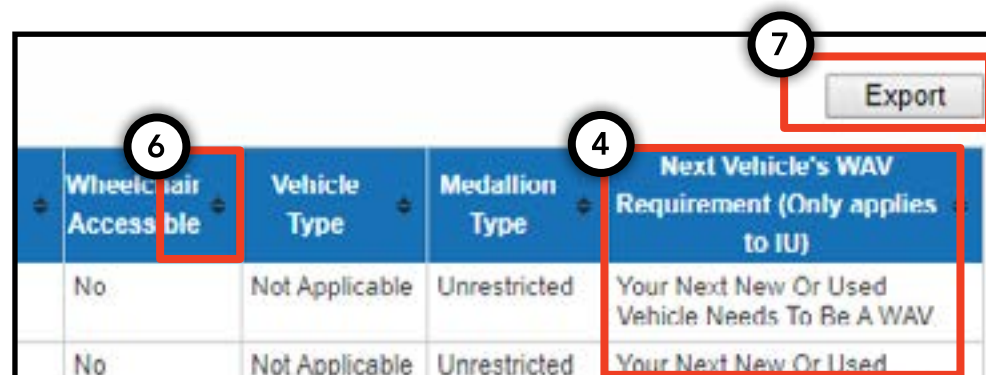 7
Export
6
4
Wheelchair
Accessible
Vehicle
Type
Medallion
Type
Next Vehicle's WAV
Requirement (Only applies
to IU)
No
Not Applicable
Unrestricted
Your Next New Or Used
Vehicle Needs To Be A WAV
No
Not Applicable
Unrestricted
Your Next New Or Used